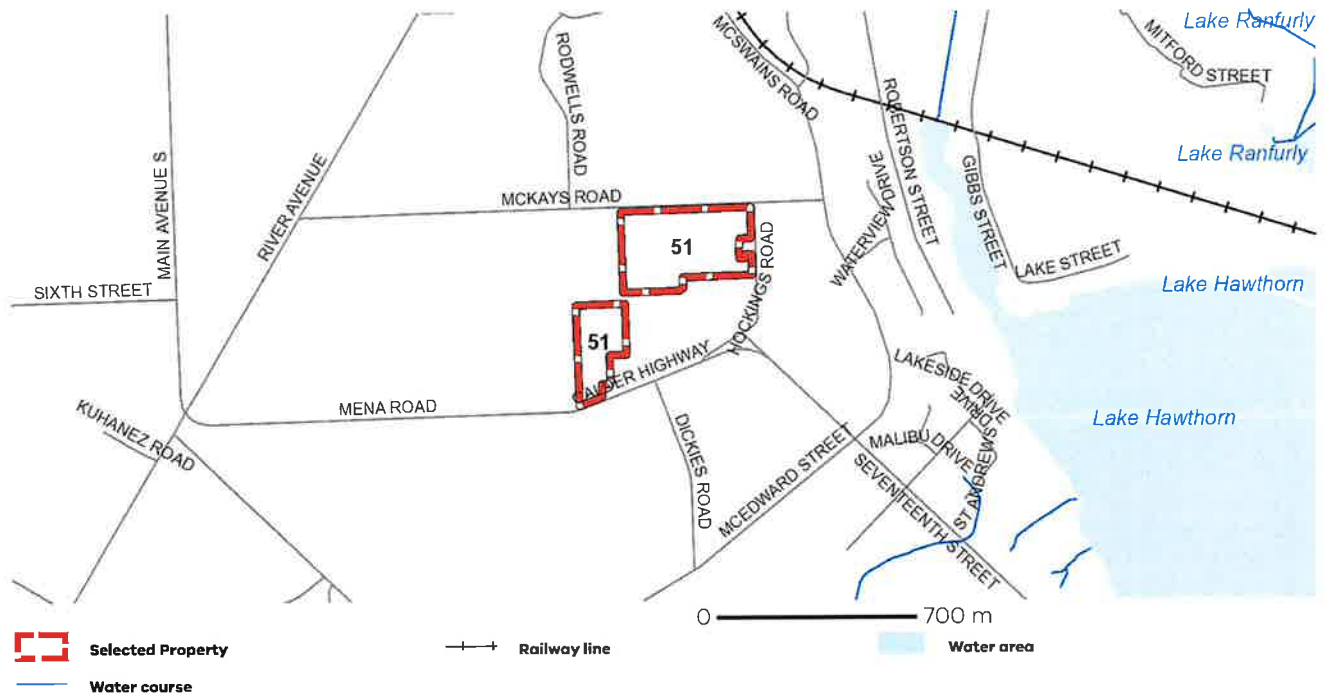 Lake Ranfurly
MITFORD STREET
MCSWAINS ROAD
RODWELLS ROAD
ROBERTSON STREET
Lake Ranfurly
MAIN AVENUE S
RIVER AVENUE
MCKAYS ROAD
WATERVIEW DRIVE
GIBBS STREET
51
HOCKINGS ROAD
LAKE STREET
SIXTH STREET
Lake Hawthorn
51
CALDER HIGHWAY
LAKESIDE DRIVE
MENA ROAD
KUHANEZ ROAD
DICKIES ROAD
MCEDWARD STREET
MALIBU DRIVE
ST ANDREWS DRIVE
Lake Hawthorn
SEVENTEENTH STREET
0 700 m
Selected Property
Railway line
Water area
Water course